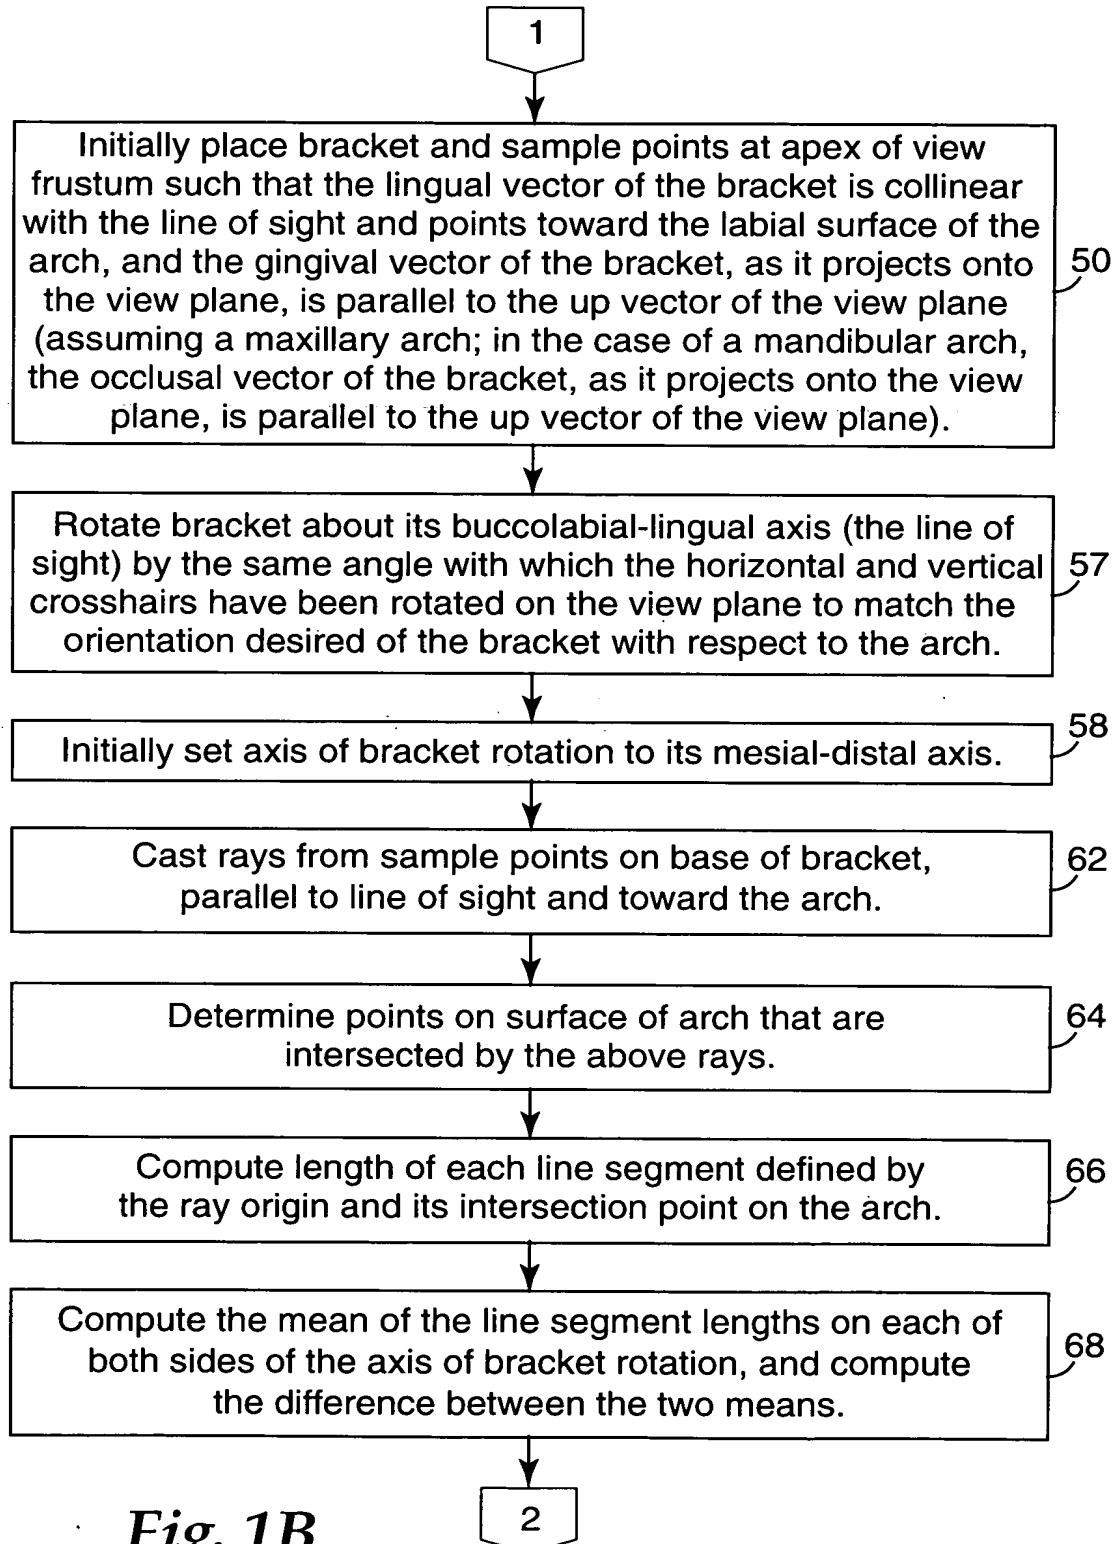 1
Initially place bracket and sample points at apex of view
frustum such that the lingual vector of the bracket is collinear
with the line of sight and points toward the labial surface of the
arch, and the gingival vector of the bracket, as it projects onto
the view plane, is parallel to the up vector of the view plane
(assuming a maxillary arch; in the case of a mandibular arch,
the occlusal vector of the bracket, as it projects onto the view
plane, is parallel to the up vector of the view plane).
50
Rotate bracket about its buccolabial-lingual axis (the line of
sight) by the same angle with which the horizontal and vertical
crosshairs have been rotated on the view plane to match the
orientation desired of the bracket with respect to the arch.
57
Initially set axis of bracket rotation to its mesial-distal axis.
58
Cast rays from sample points on base of bracket,
parallel to line of sight and toward the arch.
62
Determine points on surface of arch that are
intersected by the above rays.
64
Compute length of each line segment defined by
the ray origin and its intersection point on the arch.
66
Compute the mean of the line segment lengths on each of
both sides of the axis of bracket rotation, and compute
the difference between the two means.
68
2
Fig. 1B